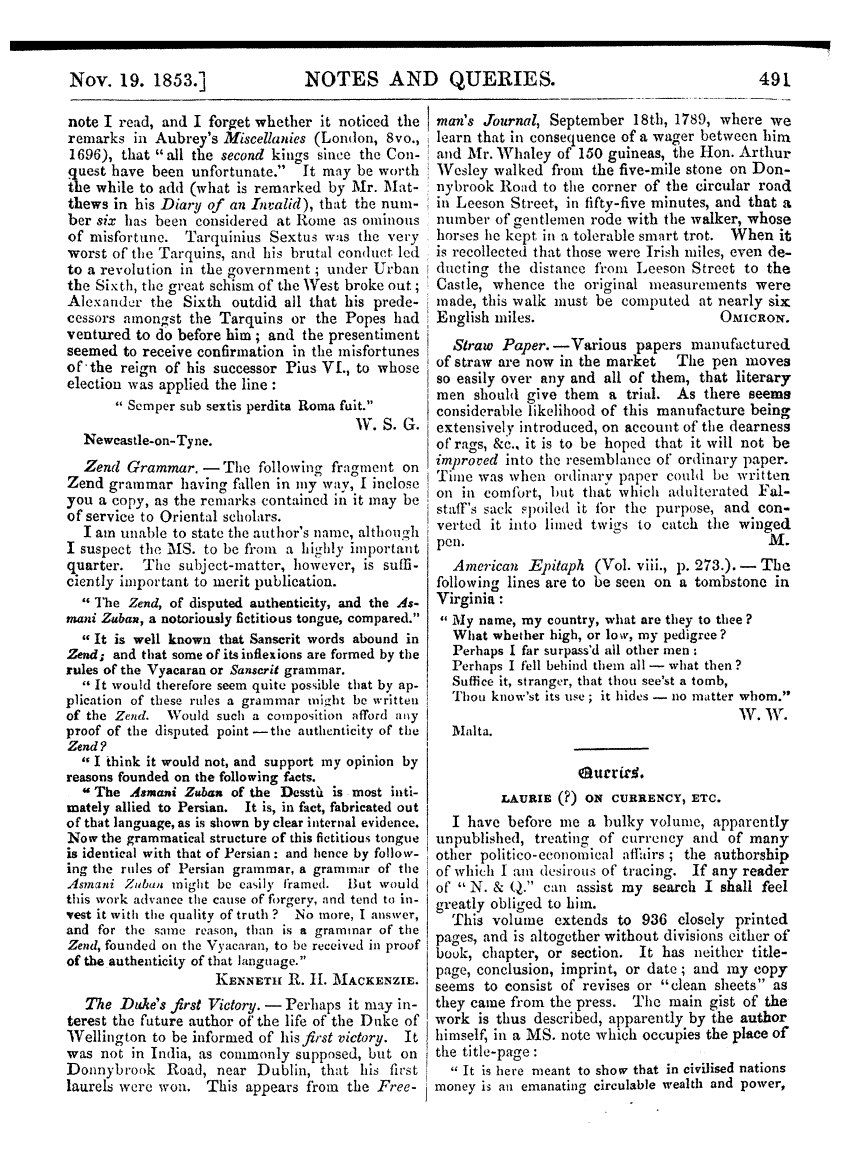 Nov. 19. 1853.] NOTES AND QUERIES. 491
note I read, and I forget whether it noticed the
remarks in Aubrey's Miscellanies (London, 8vo.,
1696), that "all the second kings since the Con-
quest have been unfortunate." It may be worth
the while to add (what is remarked by Mr. Mat-
thews in his Diary of an Invalid), that the num-
ber six has been considered at Rome as ominous
of misfortune. Tarquinius Sextus was the very
worst of the Tarquins, and his brutal conduct led
to a revolution in the government; under Urban
the Sixth, the great schism of the West broke out;
Alexander the Sixth outdid all that his prede-
cessors amongst the Tarquins or the Popes had
ventured to do before him; and the presentiment
seemed to receive confirmation in the misfortunes
of the reign of his successor Pius VI., to whose
election was applied the line:
"Semper sub sextis perdita Roma fuit."
W. S. G.
Newcastle-on-Tyne.
Zend Grammar. — The following fragment on
Zend grammar having fallen in my way, I inclose
you a copy, as the remarks contained in it may be
of service to Oriental scholars.
I am unable to state the author's name, although
I suspect the MS. to be from a highly important
quarter. The subject-matter, however, is suffi-
ciently important to merit publication.
"The Zend, of disputed authenticity, and the As-
mani Zuban, a notoriously fictitious tongue, compared."
"It is well known that Sanscrit words abound in
Zend; and that some of its inflexions are formed by the
rules of the Vyacaran or Sanscrit grammar.
"It would therefore seem quite possible that by ap-
plication of these rules a grammar might be written
of the Zend. Would such a composition afford any
proof of the disputed point — the authenticity of the
Zend?
"I think it would not, and support my opinion by
reasons founded on the following facts.
"The Asmani Zuban of the Desstù is most inti-
mately allied to Persian. It is, in fact, fabricated out
of that language, as is shown by clear internal evidence.
Now the grammatical structure of this fictitious tongue
is identical with that of Persian: and hence by follow-
ing the rules of Persian grammar, a grammar of the
Asmani Zuban might be easily framed. But would
this work advance the cause of forgery, and tend to in-
vest it with the quality of truth? No more, I answer,
and for the same reason, than is a grammar of the
Zend, founded on the Vyacaran, to be received in proof
of the authenticity of that language."
KENNETH R. H. MACKENZIE.
The Duke's first Victory. — Perhaps it may in-
terest the future author of the life of the Duke of
Wellington to be informed of his first victory. It
was not in India, as commonly supposed, but on
Donnybrook Road, near Dublin, that his first
laurels were won. This appears from the Free-
man's Journal, September 18th, 1789, where we
learn that in consequence of a wager between him
and Mr. Whaley of 150 guineas, the Hon. Arthur
Wesley walked from the five-mile stone on Don-
nybrook Road to the corner of the circular road
in Leeson Street, in fifty-five minutes, and that a
number of gentlemen rode with the walker, whose
horses he kept in a tolerable smart trot. When it
is recollected that those were Irish miles, even de-
ducting the distance from Leeson Street to the
Castle, whence the original measurements were
made, this walk must be computed at nearly six
English miles. OMICRON.
Straw Paper. — Various papers manufactured
of straw are now in the market The pen moves
so easily over any and all of them, that literary
men should give them a trial. As there seems
considerable likelihood of this manufacture being
extensively introduced, on account of the dearness
of rags, &c., it is to be hoped that it will not be
improved into the resemblance of ordinary paper.
Time was when ordinary paper could be written
on in comfort, but that which adulterated Fal-
staff's sack spoiled it for the purpose, and con-
verted it into limed twigs to catch the winged
pen. M.
American Epitaph (Vol. viii., p. 273.). — The
following lines are to be seen on a tombstone in
Virginia:
"My name, my country, what are they to thee?
What whether high, or low, my pedigree?
Perhaps I far surpass'd all other men:
Perhaps I fell behind them all — what then?
Suffice it, stranger, that thou see'st a tomb,
Thou know'st its use; it hides — no matter whom."
W. W.
Malta.
Queries.
LAURIE (?) ON CURRENCY, ETC.
I have before me a bulky volume, apparently
unpublished, treating of currency and of many
other politico-economical affairs; the authorship
of which I am desirous of tracing. If any reader
of "N. & Q." can assist my search I shall feel
greatly obliged to him.
This volume extends to 936 closely printed
pages, and is altogether without divisions either of
book, chapter, or section. It has neither title-
page, conclusion, imprint, or date; and my copy
seems to consist of revises or "clean sheets" as
they came from the press. The main gist of the
work is thus described, apparently by the author
himself, in a MS. note which occupies the place of
the title-page:
"It is here meant to show that in civilised nations
money is an emanating circulable wealth and power,